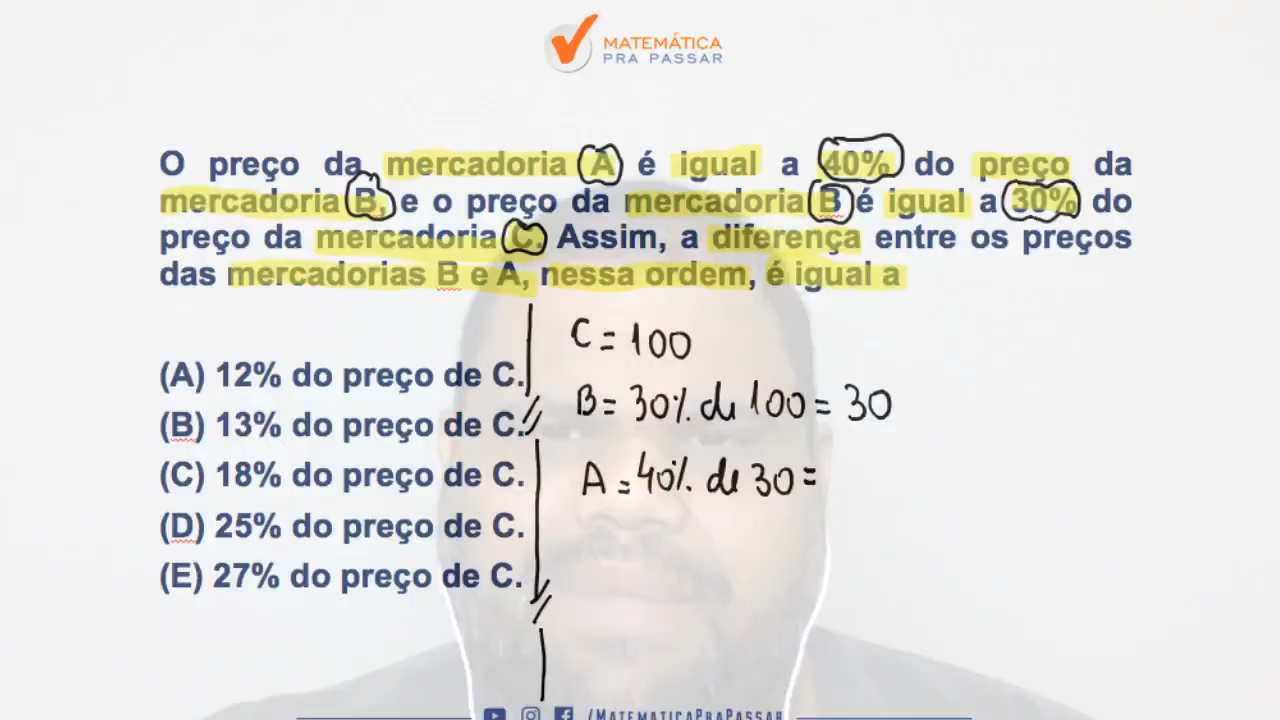 MATEMÁTICA
PRA PASSAR
O preço da mercadoria A é igual a 40% do preço da
mercadoria B, e o preço da mercadoria B é igual a 30% do
preço da mercadoria C. Assim, a diferença entre os preços
das mercadorias B e A, nessa ordem, é igual a
C = 100
(A) 12% do preço de C.
B = 30% de 100 = 30
(B) 13% do preço de C.
A = 40% de 30 =
(C) 18% do preço de C.
(D) 25% do preço de C.
(E) 27% do preço de C.
/MATEMATICAPRAPASSAR